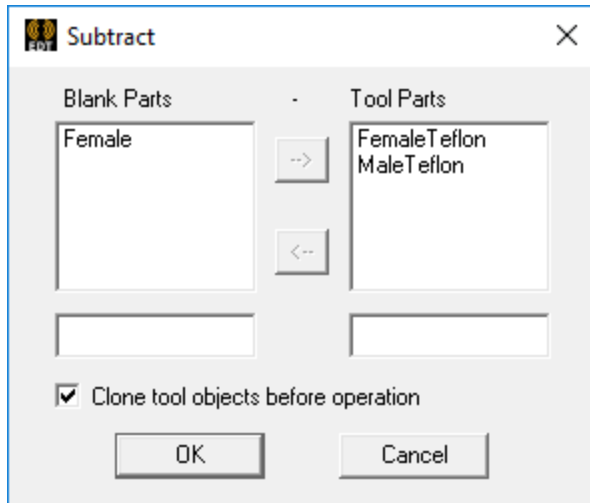 EDT Subtract
Blank Parts - Tool Parts
Female FemaleTeflon
MaleTeflon
-->
<--
Clone tool objects before operation
OK Cancel